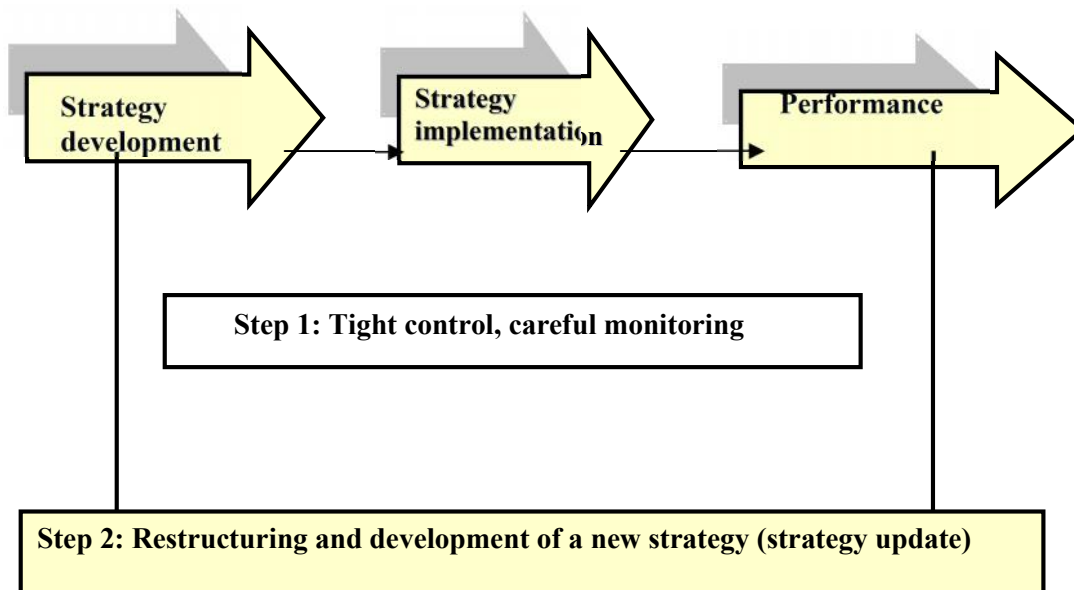 Strategy
development
Strategy
implementation
Performance
Step 1: Tight control, careful monitoring
Step 2: Restructuring and development of a new strategy (strategy update)